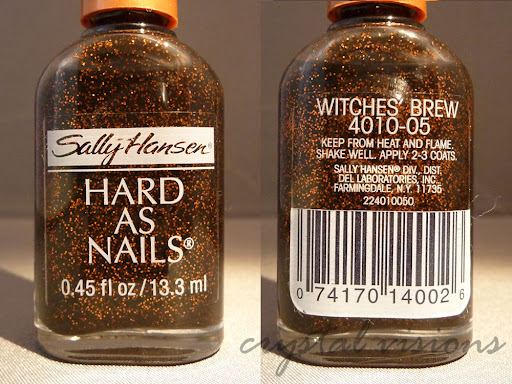 Sally Hansen®
HARD
AS
NAILS®
0.45 fl oz/13.3 ml
WITCHES' BREW
4010-05
KEEP FROM HEAT AND FLAME.
SHAKE WELL. APPLY 2-3 COATS.
SALLY HANSEN® DIV., DIST.
DEL LABORATORIES, INC.
FARMINGDALE, N.Y. 11735
224010050
0 74170 14002 6
crystal visions